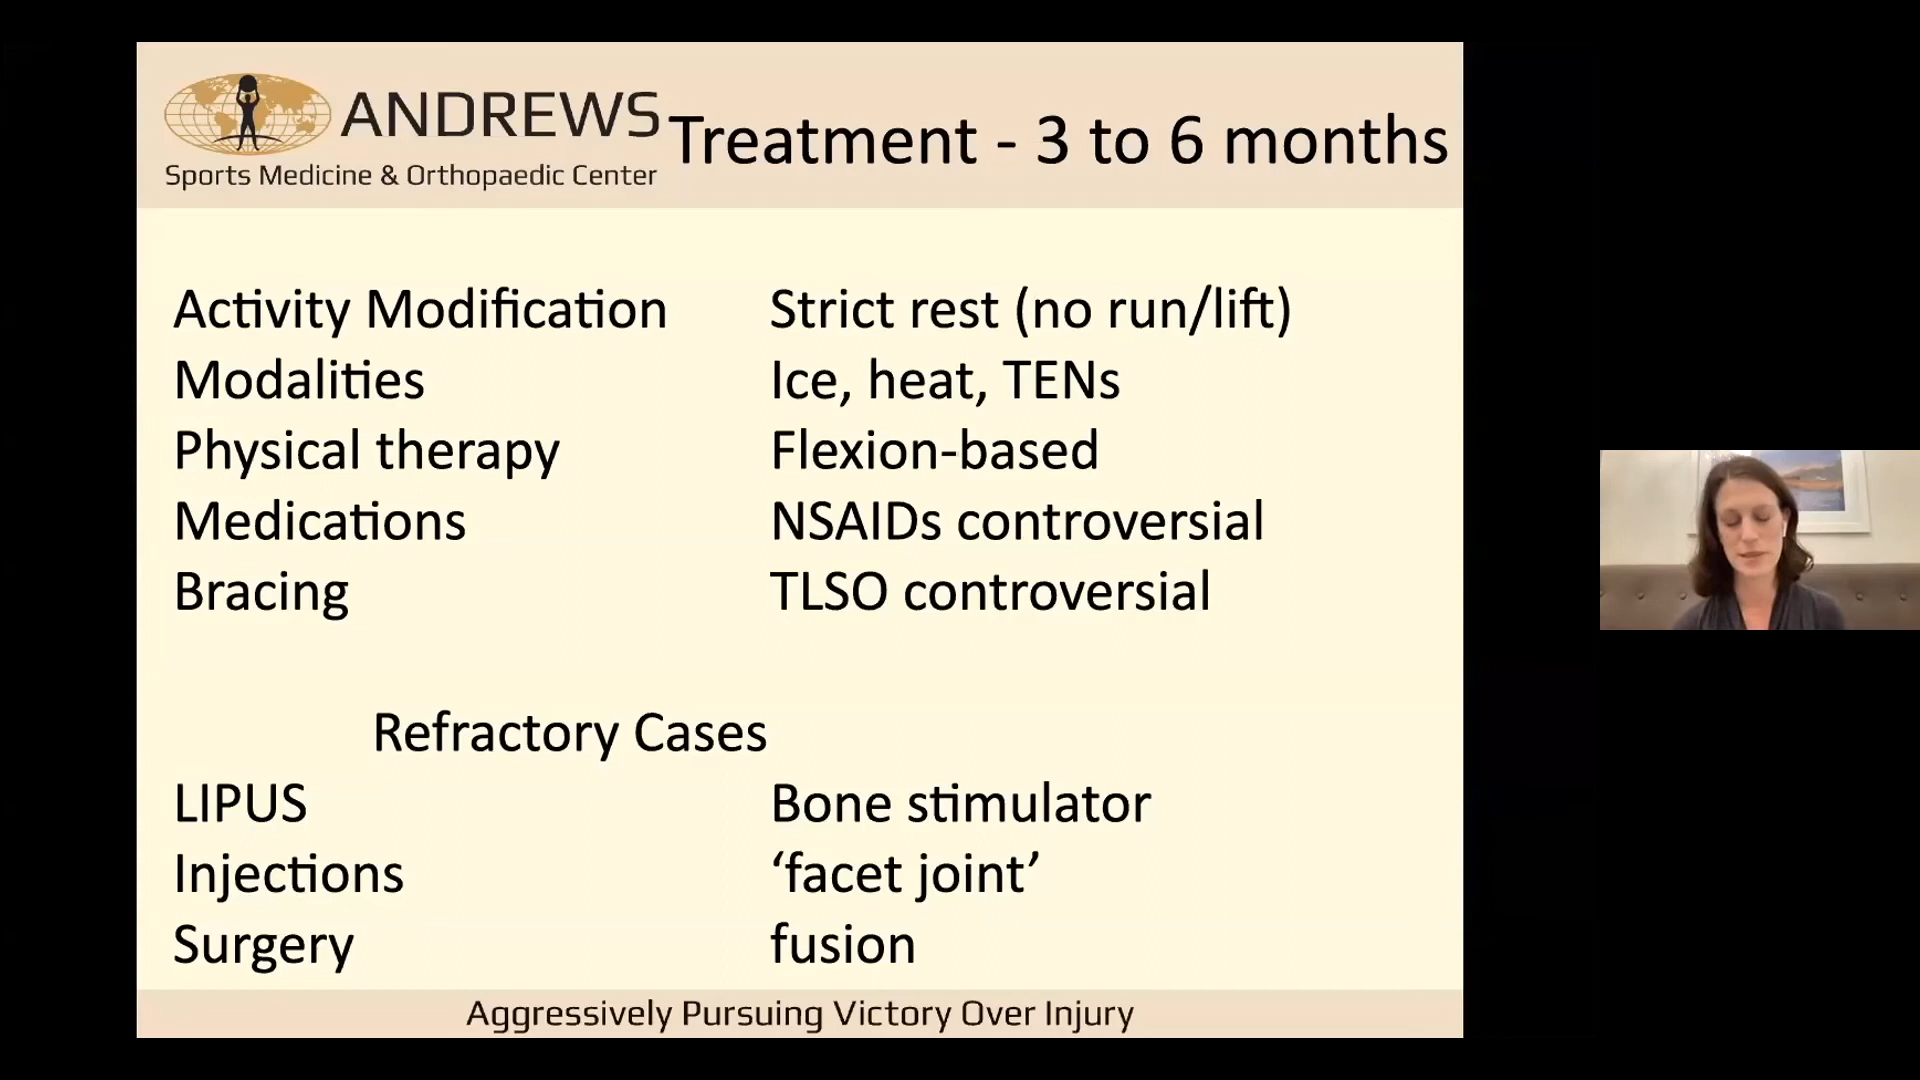 ANDREWS
Sports Medicine & Orthopaedic Center
Treatment - 3 to 6 months
Activity Modification Strict rest (no run/lift)
Modalities Ice, heat, TENs
Physical therapy Flexion-based
Medications NSAIDs controversial
Bracing TLSO controversial
Refractory Cases
LIPUS Bone stimulator
Injections ‘facet joint’
Surgery fusion
Aggressively Pursuing Victory Over Injury